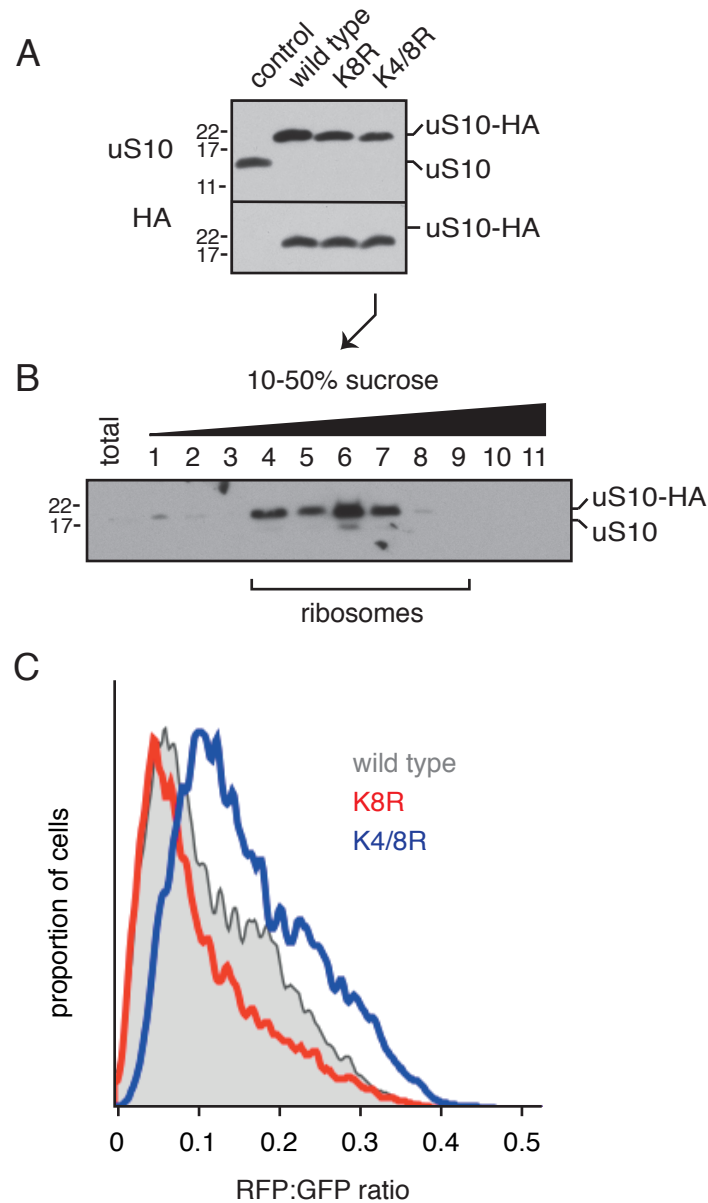 A
control
wild type
K8R
K4/8R
uS10
22-
17-
11-
uS10-HA
uS10
HA
22-
17-
uS10-HA
B
10-50% sucrose
total
1 2 3 4 5 6 7 8 9 10 11
22-
17-
uS10-HA
uS10
ribosomes
C
wild type
K8R
K4/8R
proportion of cells
0 0.1 0.2 0.3 0.4 0.5
RFP:GFP ratio